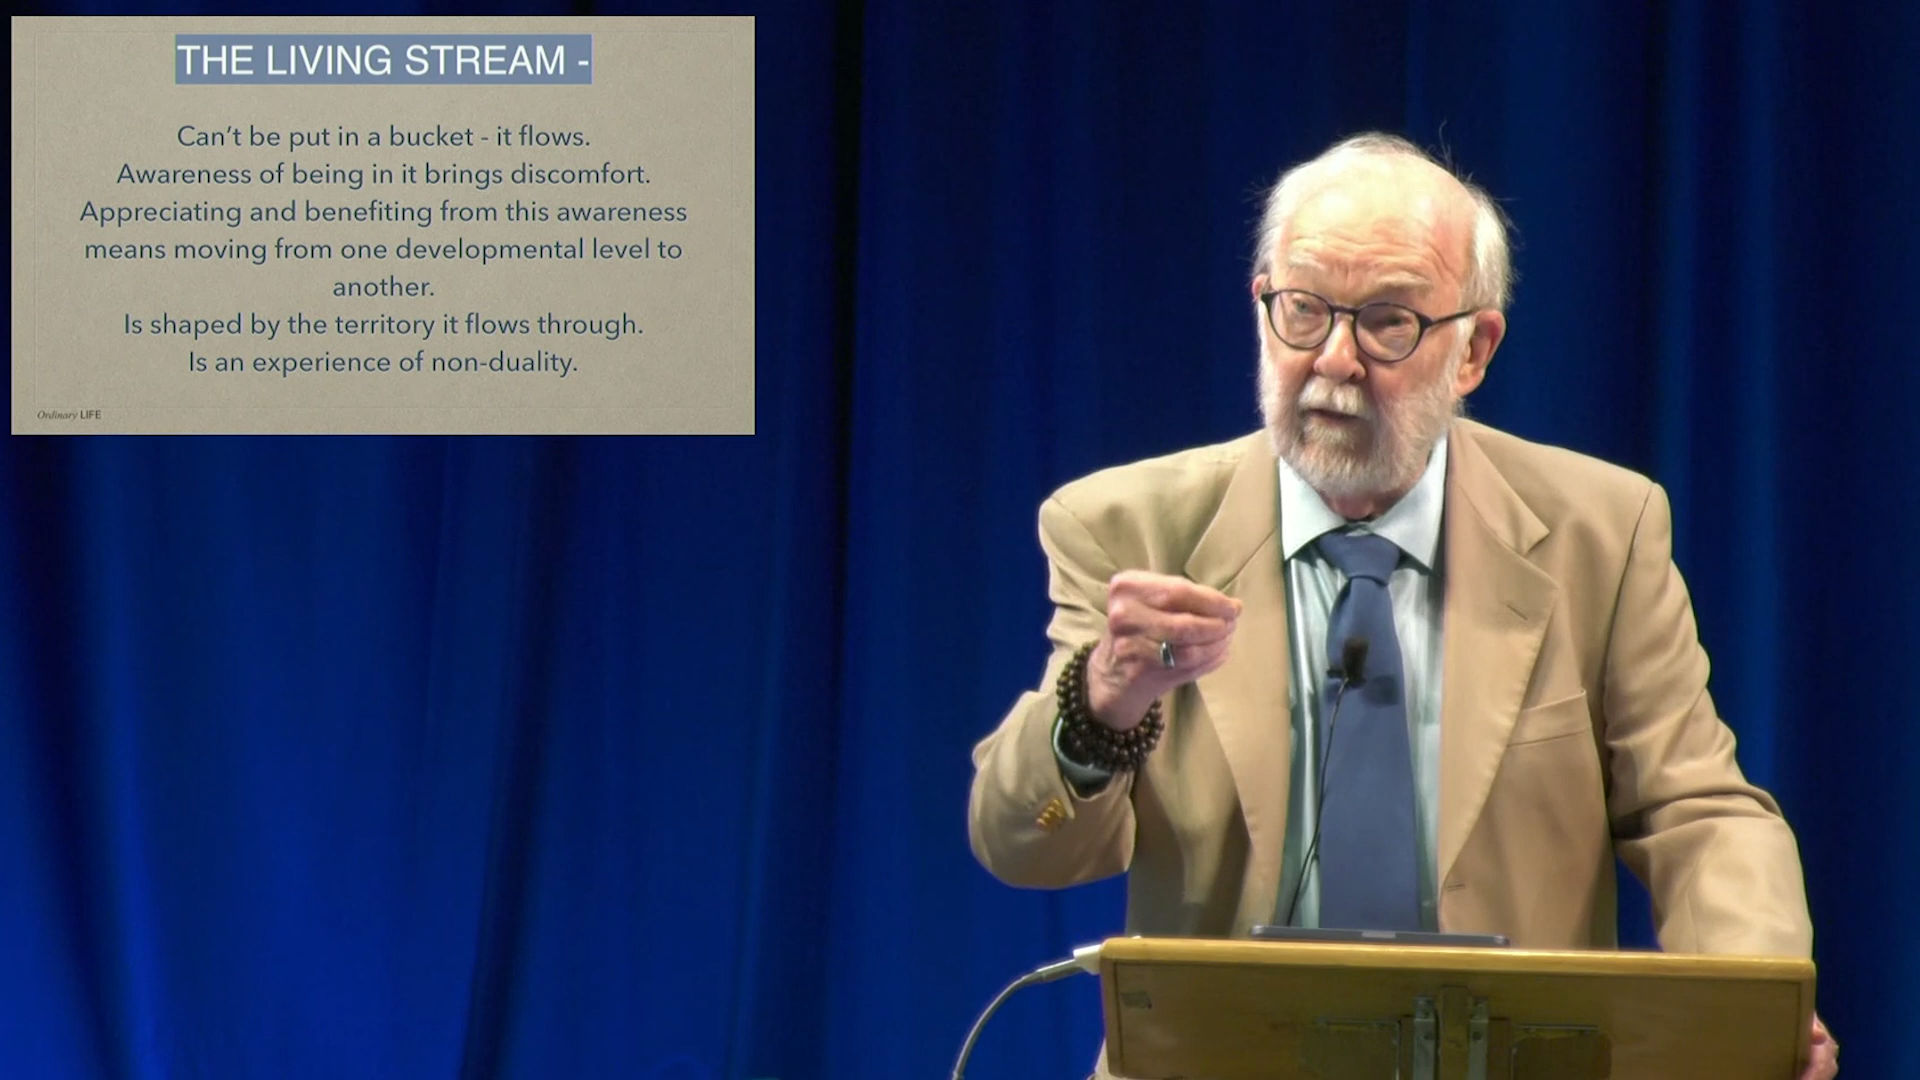 THE LIVING STREAM -
Can't be put in a bucket - it flows.
Awareness of being in it brings discomfort.
Appreciating and benefiting from this awareness
means moving from one developmental level to
another.
Is shaped by the territory it flows through.
Is an experience of non-duality.
Ordinary LIFE